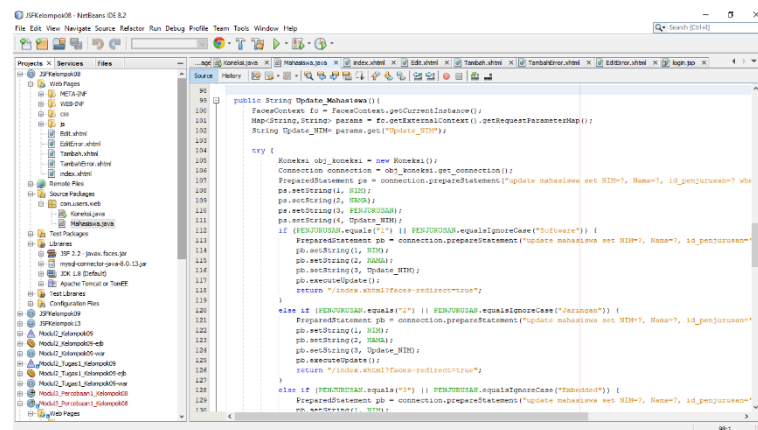 JSFKelompok08 - NetBeans IDE 8.2
File Edit View Navigate Source Refactor Run Debug Profile Team Tools Window Help
Search (Ctrl+I)
Projects Services Files
...age Koneksi.java Mahasiswa.java index.xhtml Edit.xhtml Tambah.xhtml TambahError.xhtml EditError.xhtml login.jsp
Source History
JSFKelompok08
Web Pages
META-INF
WEB-INF
css
js
Edit.xhtml
EditError.xhtml
Tambah.xhtml
TambahError.xhtml
index.xhtml
Remote Files
Source Packages
com.users.web
Koneksi.java
Mahasiswa.java
Test Packages
Libraries
JSF 2.2 - javax.faces.jar
mysql-connector-java-8.0.13.jar
JDK 1.8 (Default)
Apache Tomcat or TomEE
Test Libraries
Configuration Files
JSFKelompok09
JSFKelompok13
Modul2_Kelompok09
Modul2_Kelompok09-ejb
Modul2_Kelompok09-war
Modul2_Tugas1_Kelompok09
Modul2_Tugas1_Kelompok09-ejb
Modul2_Tugas1_Kelompok09-war
Modul3_Percobaan1_Kelompok08
Modul3_Percobaan1_Kelompok08
Web Pages
98
99 public String Update_Mahasiswa(){
100 FacesContext fc = FacesContext.getCurrentInstance();
101 Map<String,String> params = fc.getExternalContext().getRequestParameterMap();
102 String Update_NIM= params.get("Update_NIM");
103
104 try {
105 Koneksi obj_koneksi = new Koneksi();
106 Connection connection = obj_koneksi.get_connection();
107 PreparedStatement ps = connection.prepareStatement("update mahasiswa set NIM=?, Nama=?, id_penjurusan=? whe
108 ps.setString(1, NIM);
109 ps.setString(2, NAMA);
110 ps.setString(3, PENJURUSAN);
111 ps.setString(4, Update_NIM);
112 if (PENJURUSAN.equals("1") || PENJURUSAN.equalsIgnoreCase("Software")) {
113 PreparedStatement pb = connection.prepareStatement("update mahasiswa set NIM=?, Nama=?, id_penjurusan='
114 pb.setString(1, NIM);
115 pb.setString(2, NAMA);
116 pb.setString(3, Update_NIM);
117 pb.executeUpdate();
118 return "/index.xhtml?faces-redirect=true";
119 }
120 else if (PENJURUSAN.equals("2") || PENJURUSAN.equalsIgnoreCase("Jaringan")) {
121 PreparedStatement pb = connection.prepareStatement("update mahasiswa set NIM=?, Nama=?, id_penjurusan='
122 pb.setString(1, NIM);
123 pb.setString(2, NAMA);
124 pb.setString(3, Update_NIM);
125 pb.executeUpdate();
126 return "/index.xhtml?faces-redirect=true";
127 }
128 else if (PENJURUSAN.equals("3") || PENJURUSAN.equalsIgnoreCase("Embedded")) {
129 PreparedStatement pb = connection.prepareStatement("update mahasiswa set NIM=?, Nama=?, id_penjurusan='
130 pb.setString(1, NIM);
98:1